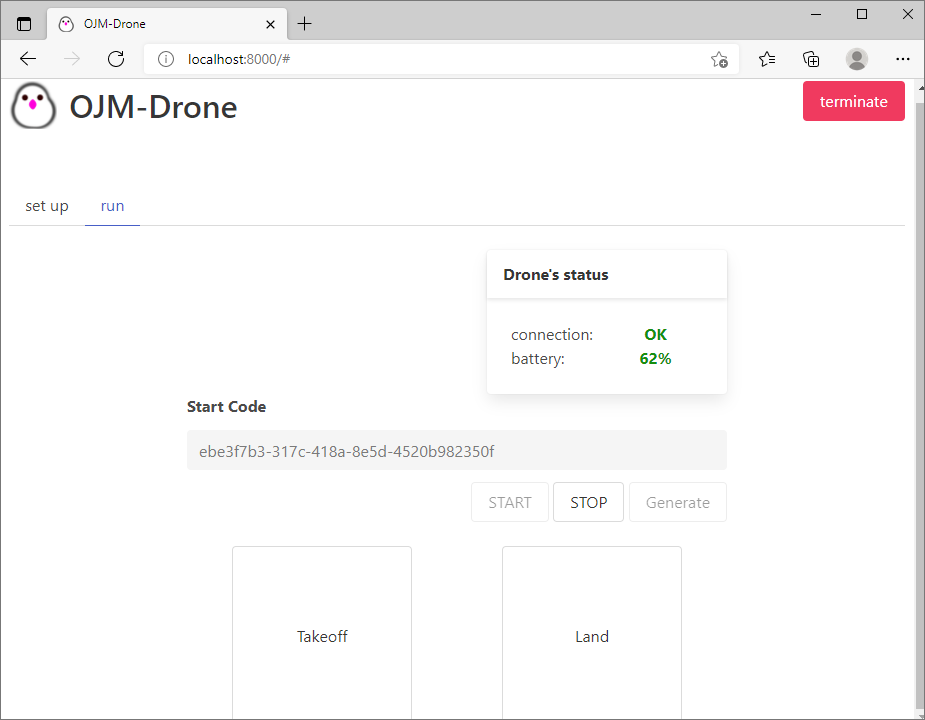 OJM-Drone
localhost:8000/#
OJM-Drone
terminate
set up run
Drone's status
connection: OK
battery: 62%
Start Code
ebe3f7b3-317c-418a-8e5d-4520b982350f
START STOP Generate
Takeoff Land